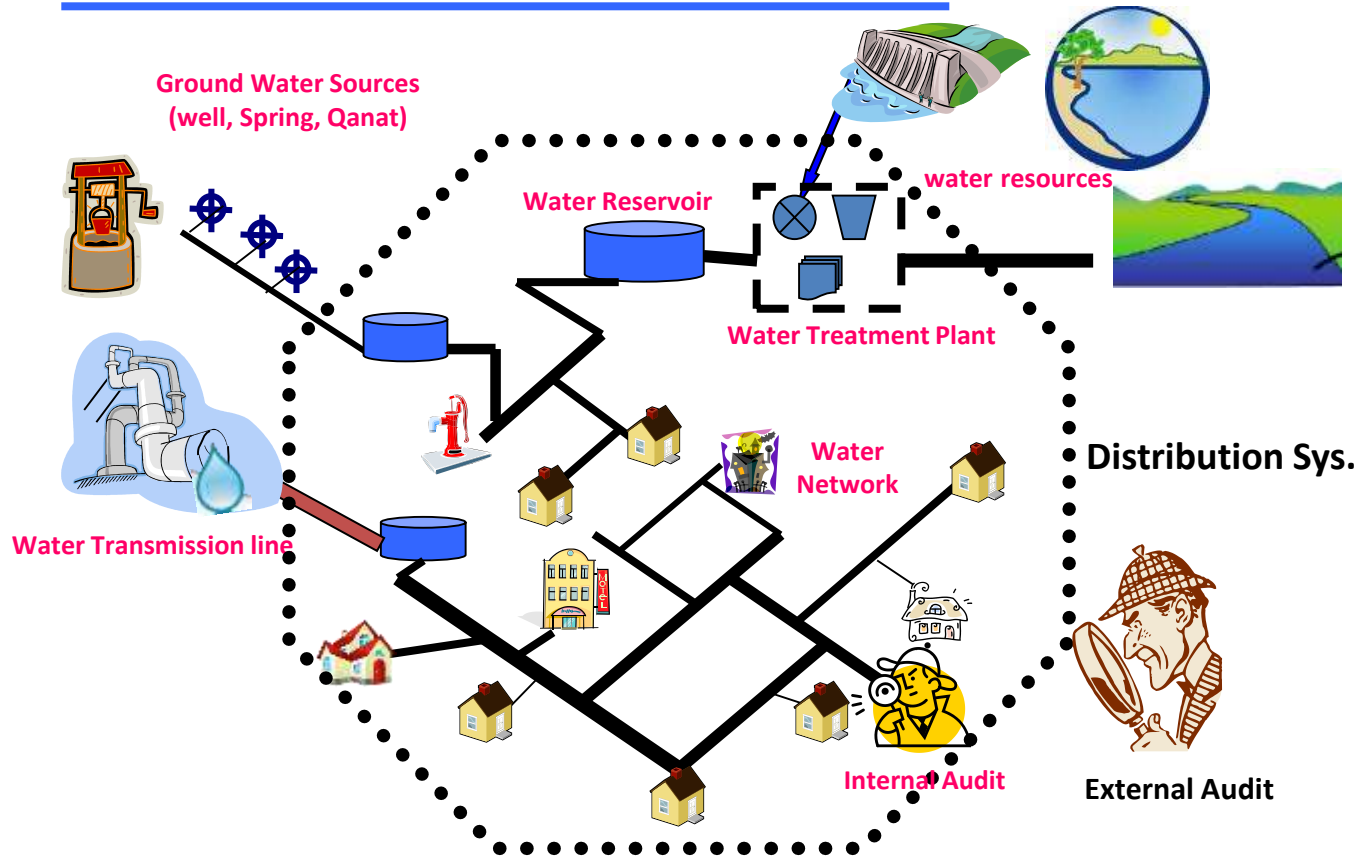 Ground Water Sources
(well, Spring, Qanat)
water resources
Water Reservoir
Water Treatment Plant
Water
Network
Distribution Sys.
Water Transmission line
HOTEL
Internal Audit
External Audit